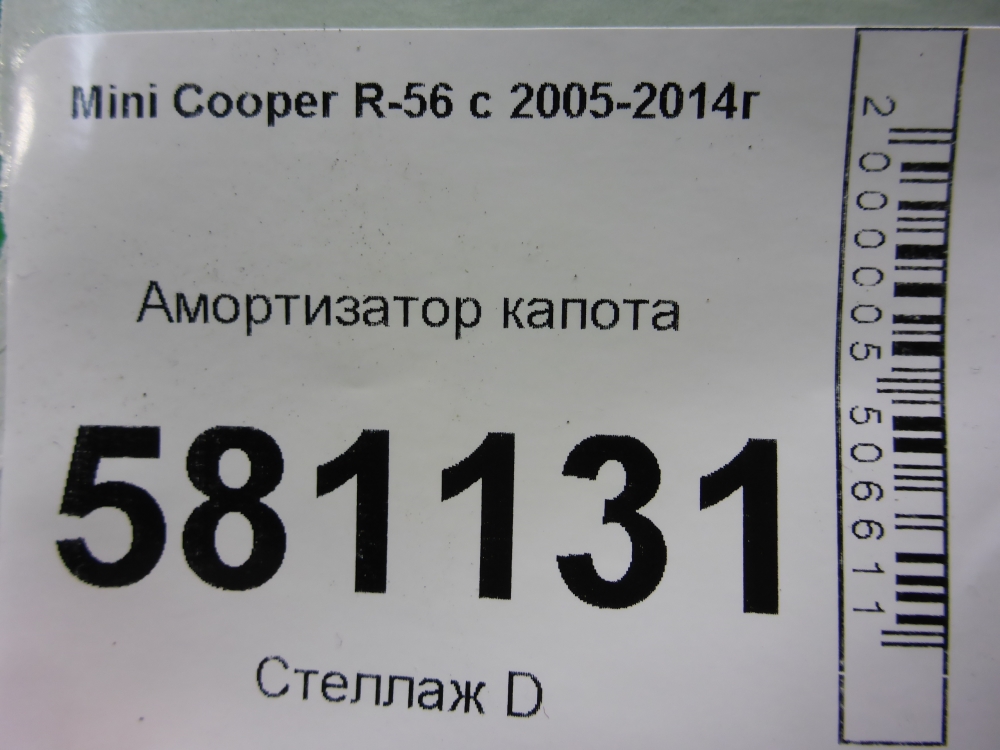 Mini Cooper R-56 с 2005-2014г
Амортизатор капота
581131
Стеллаж D
2000005506611